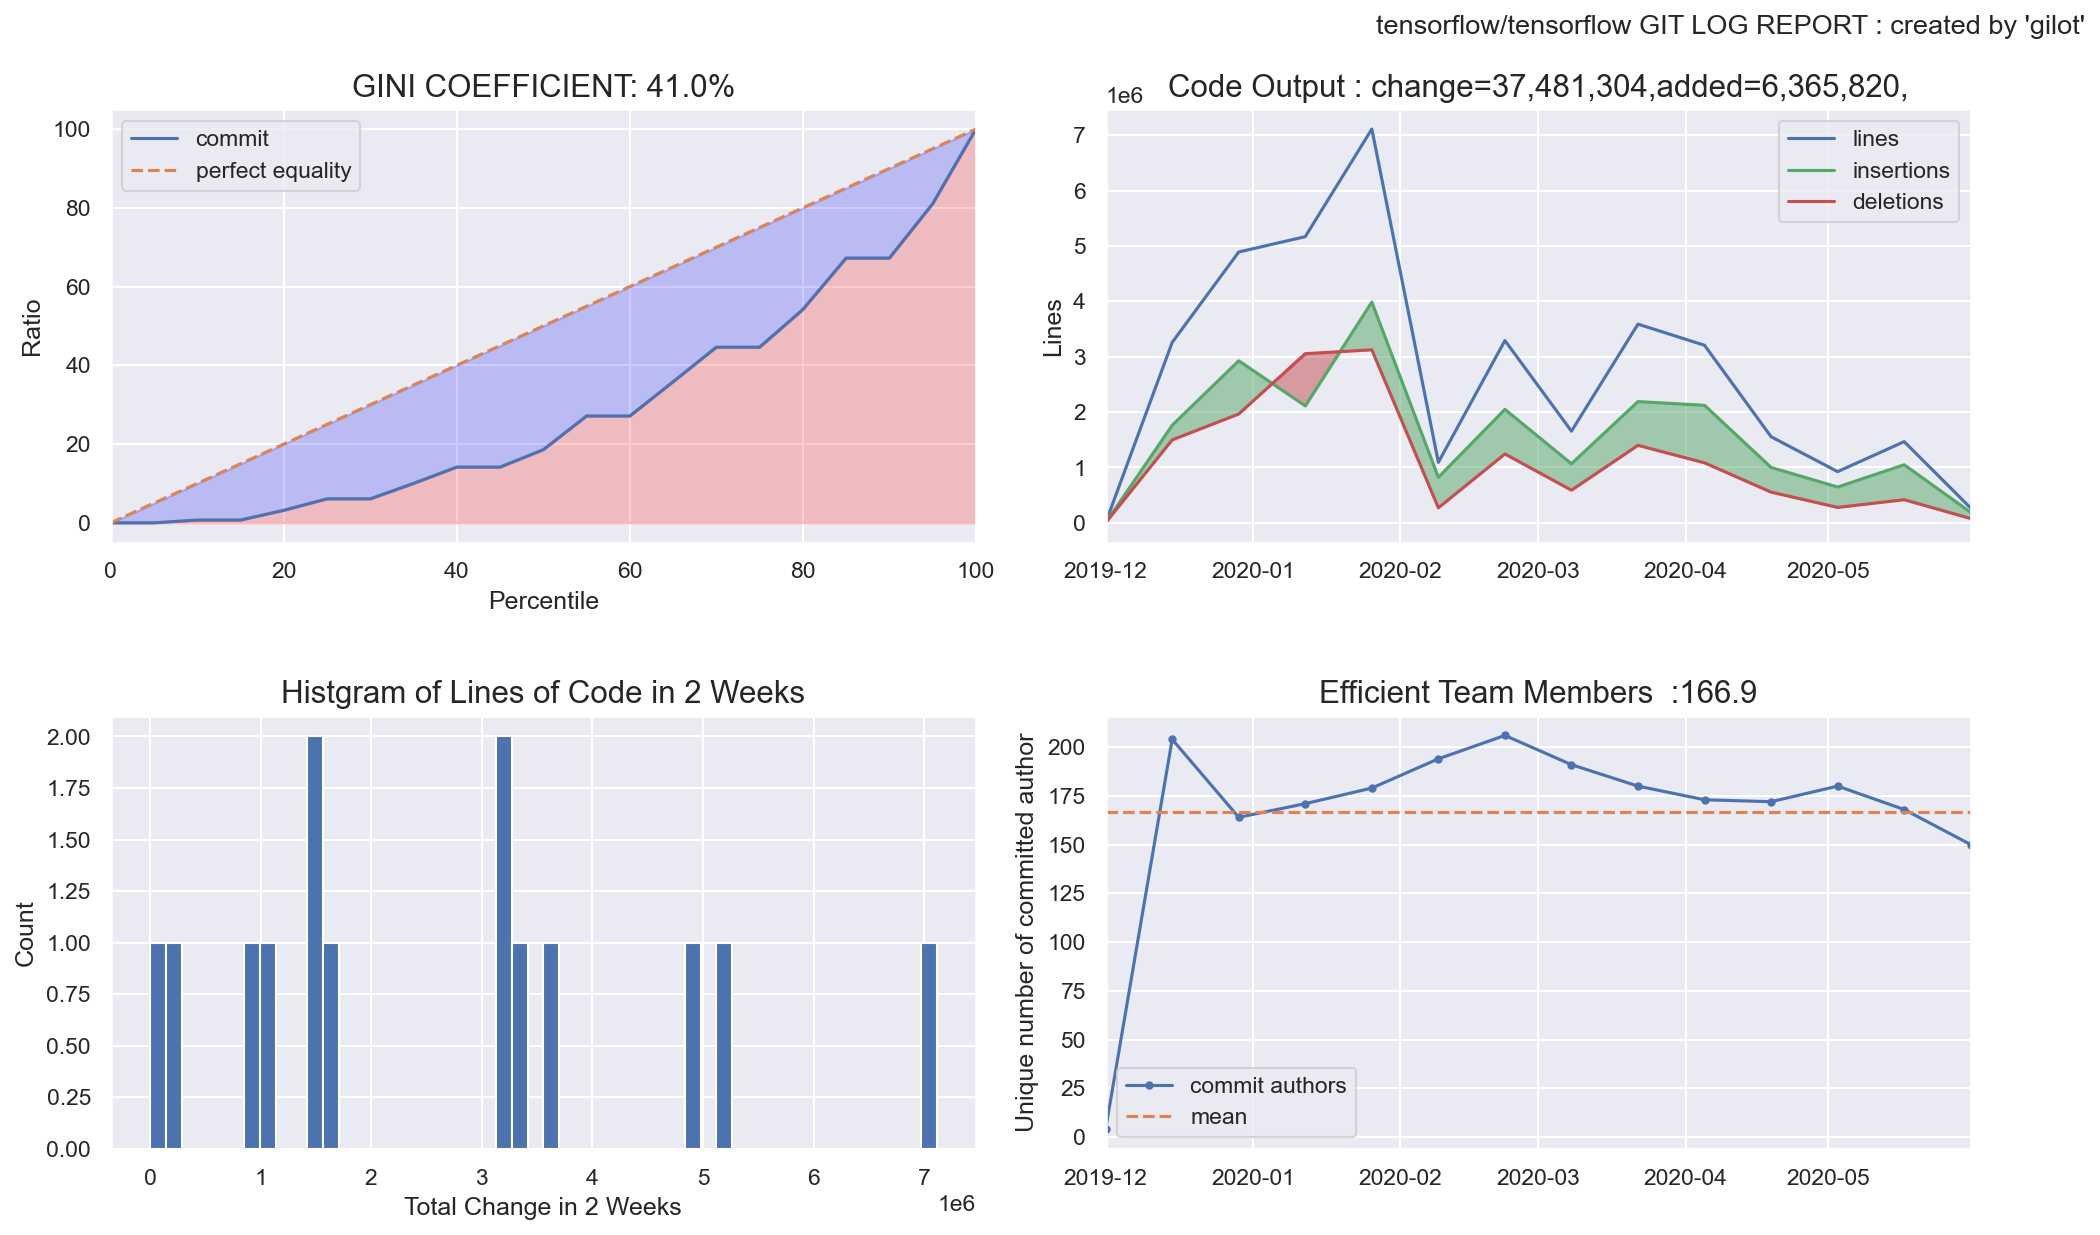 tensorflow/tensorflow GIT LOG REPORT : created by 'gilot'
GINI COEFFICIENT: 41.0%
commit
perfect equality
Ratio
100
80
60
40
20
0
0 20 40 60 80 100
Percentile
Code Output : change=37,481,304,added=6,365,820,
1e6
lines
insertions
deletions
Lines
7
6
5
4
3
2
1
0
2019-12 2020-01 2020-02 2020-03 2020-04 2020-05
Histgram of Lines of Code in 2 Weeks
Count
2.00
1.75
1.50
1.25
1.00
0.75
0.50
0.25
0.00
0 1 2 3 4 5 6 7
1e6
Total Change in 2 Weeks
Efficient Team Members  :166.9
Unique number of committed author
200
175
150
125
100
75
50
25
0
commit authors
mean
2019-12 2020-01 2020-02 2020-03 2020-04 2020-05